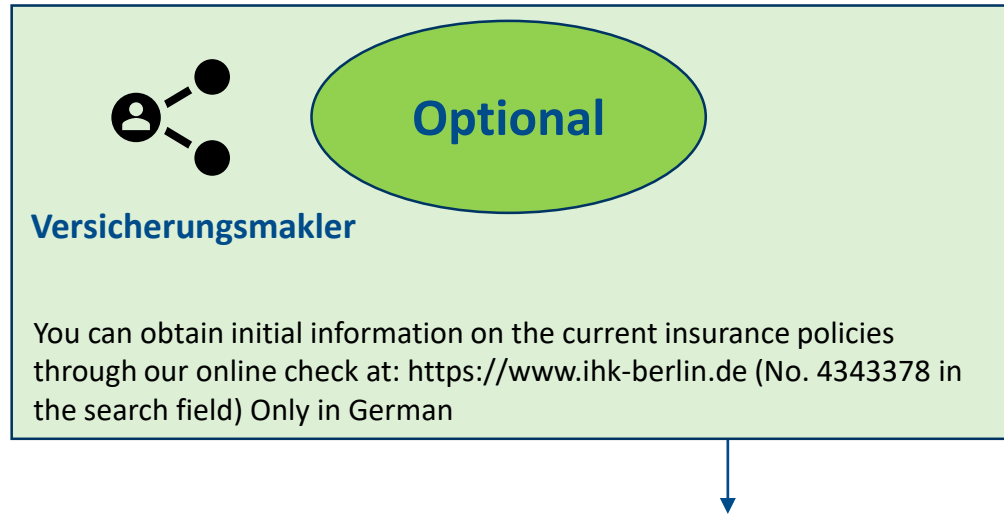 Optional
Versicherungsmakler
You can obtain initial information on the current insurance policies
through our online check at: https://www.ihk-berlin.de (No. 4343378 in
the search field) Only in German